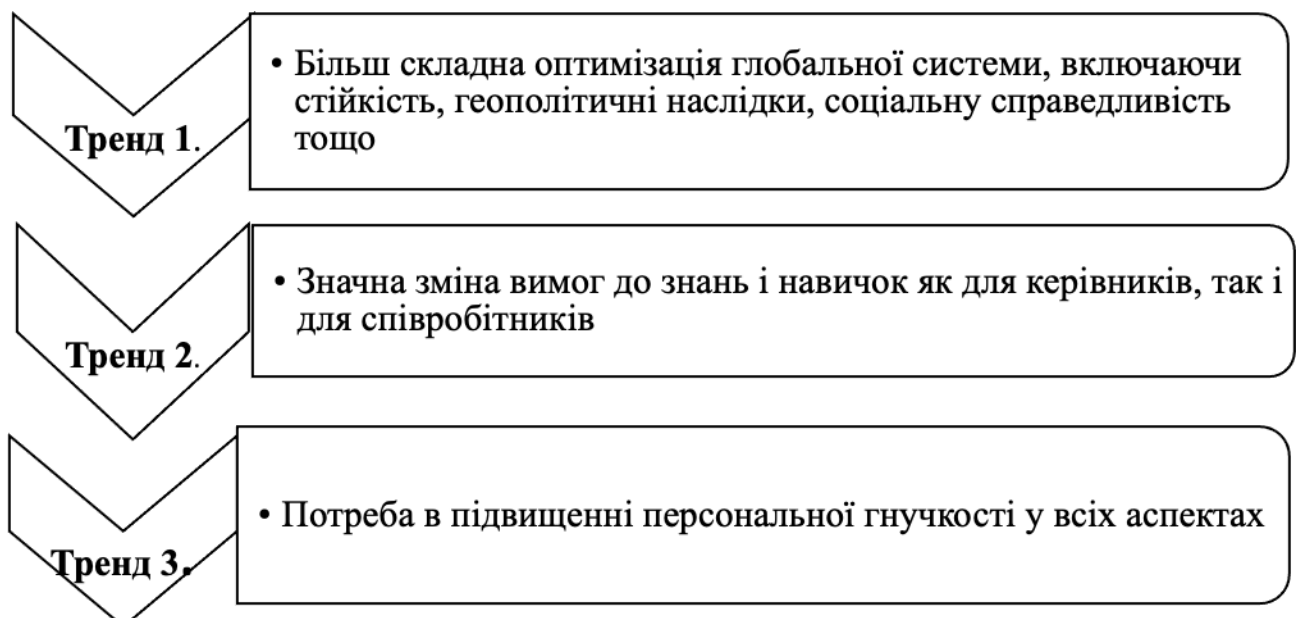 Тренд 1.
• Більш складна оптимізація глобальної системи, включаючи
стійкість, геополітичні наслідки, соціальну справедливість
тощо
Тренд 2.
• Значна зміна вимог до знань і навичок як для керівників, так і
для співробітників
Тренд 3.
• Потреба в підвищенні персональної гнучкості у всіх аспектах